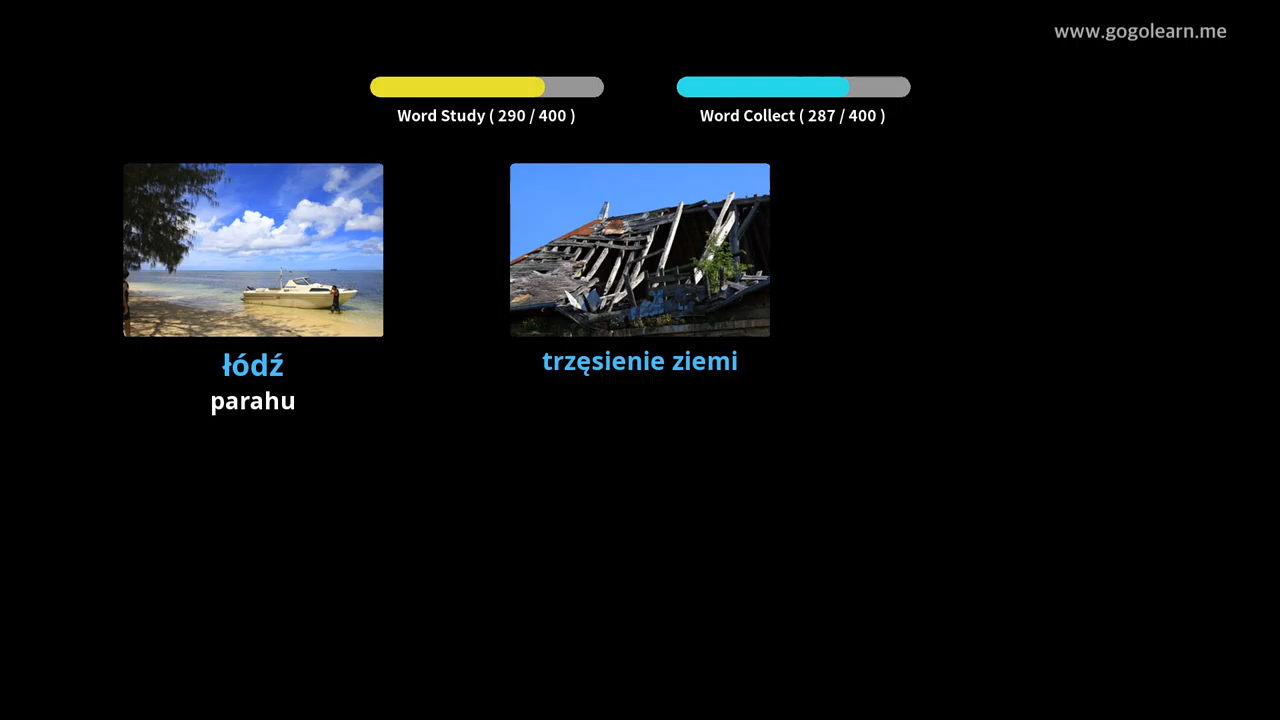 www.gogolearn.me
Word Study ( 290 / 400 )
Word Collect ( 287 / 400 )
łódź
parahu
trzęsienie ziemi